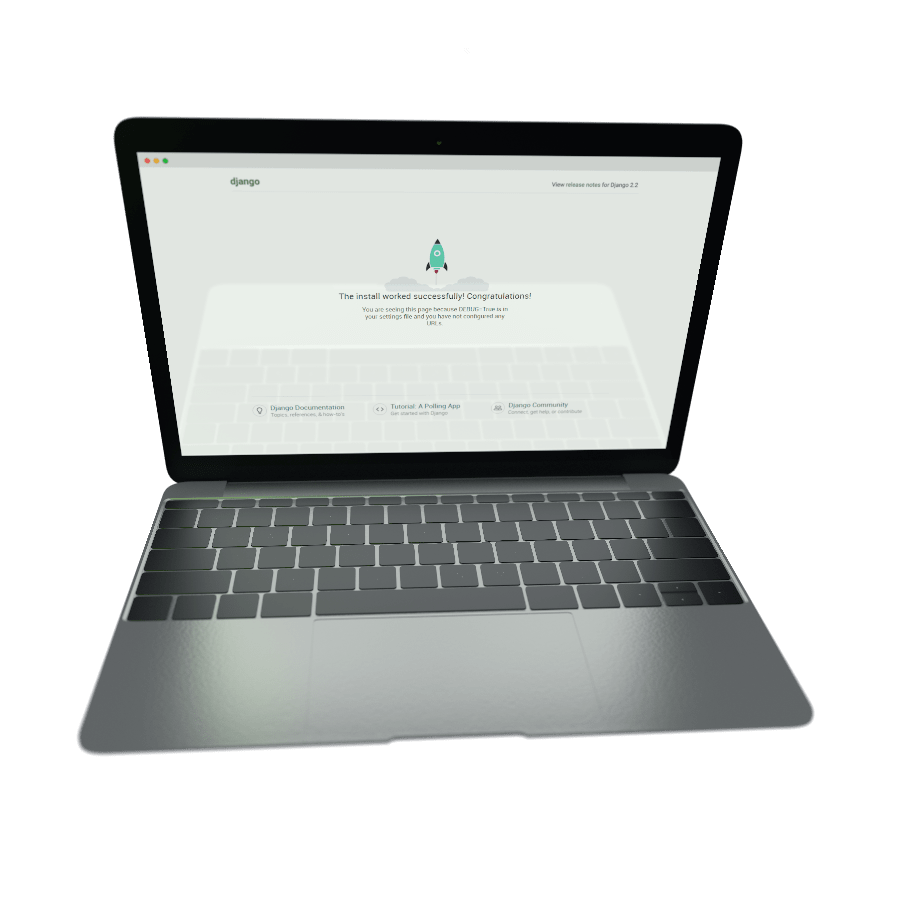 django
View release notes for Django 2.2
The install worked successfully! Congratulations!
You are seeing this page because DEBUG=True is in
your settings file and you have not configured any
URLs.
Django Documentation
Topics, references, & how-to's
Tutorial: A Polling App
Get started with Django
Django Community
Connect, get help, or contribute